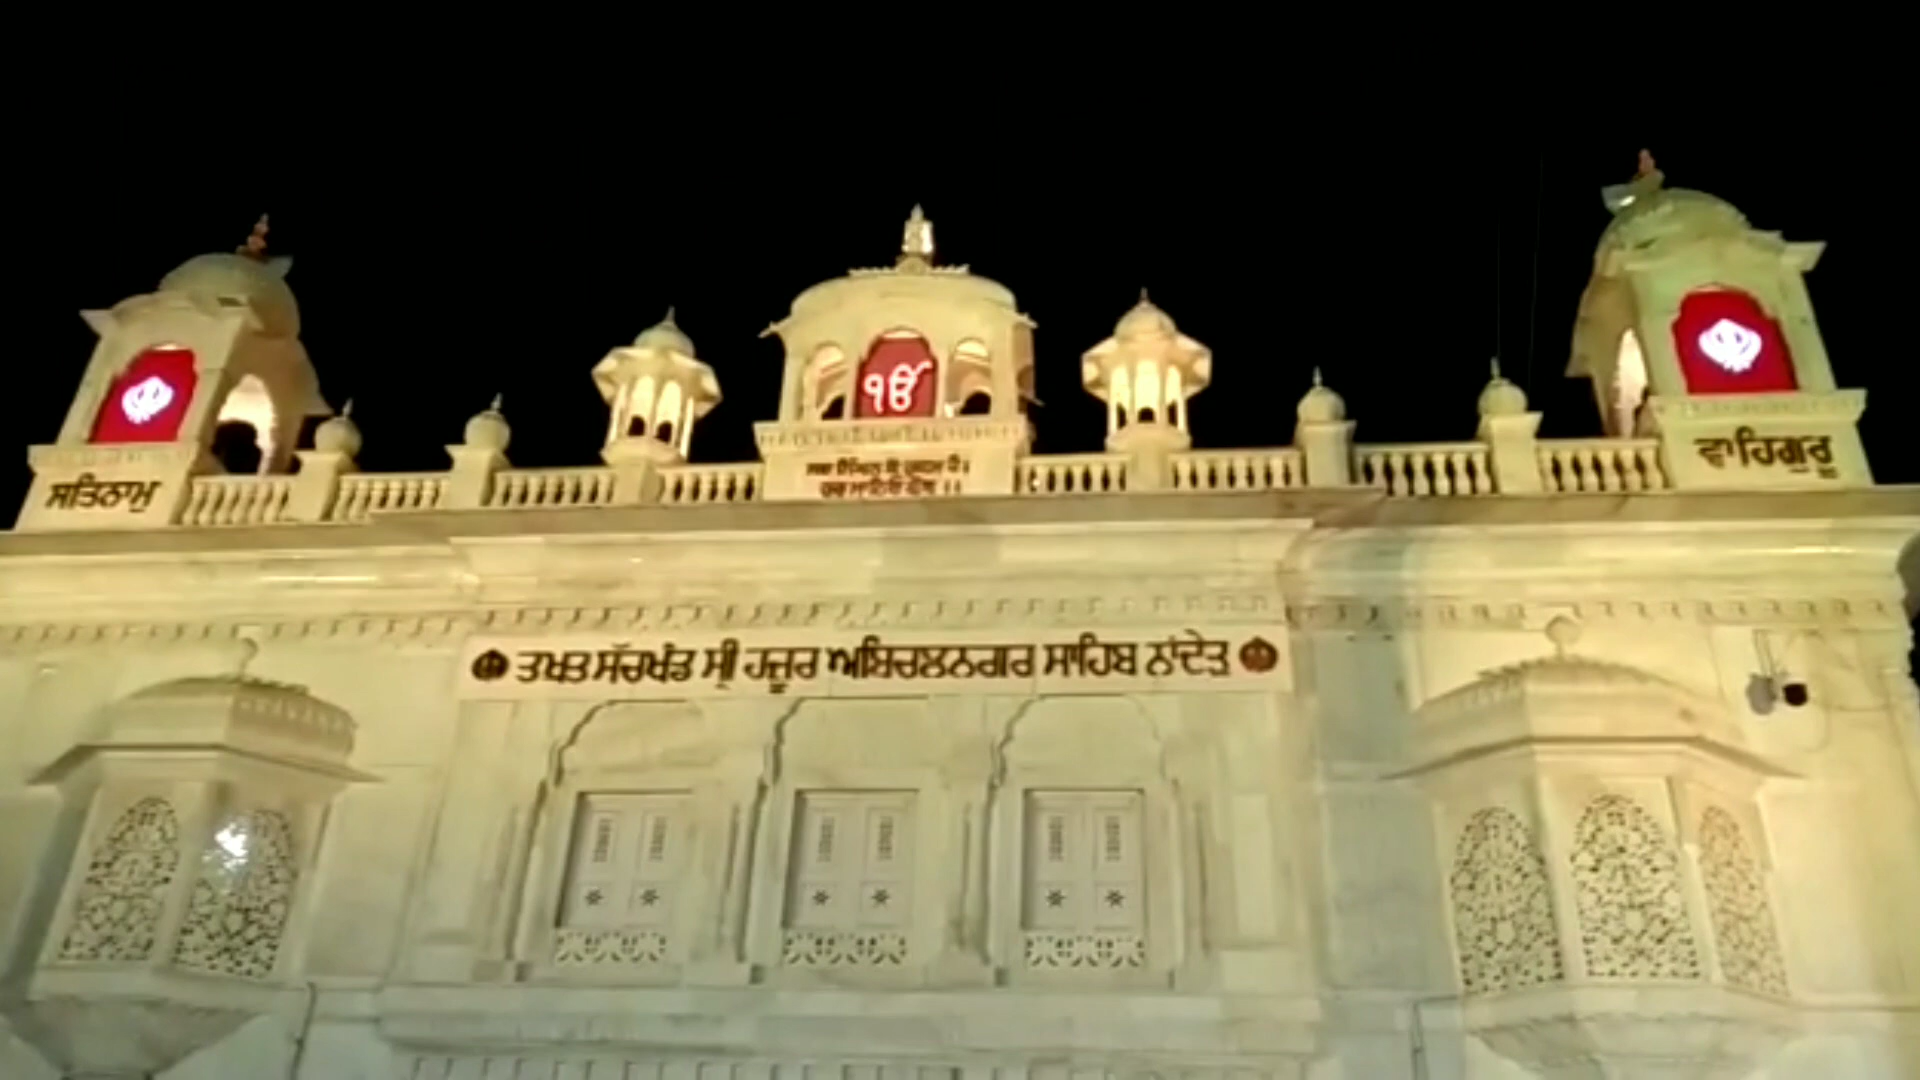 ੴ
ਸਤਿਨਾਮੁ
ਵਾਹਿਗੁਰੂ
ਤਖਤ ਸੱਚਖੰਡ ਸ੍ਰੀ ਹਜ਼ੂਰ ਅਬਿਚਲਨਗਰ ਸਾਹਿਬ ਨਾਂਦੇੜ